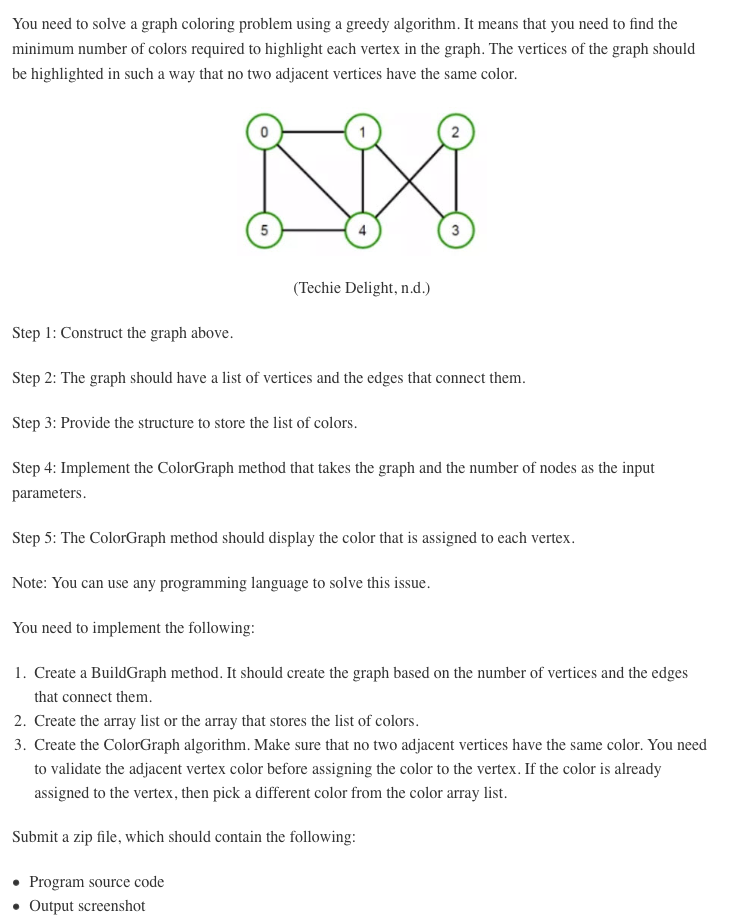 You need to solve a graph coloring problem using a greedy algorithm. It means that you need to find the
minimum number of colors required to highlight each vertex in the graph. The vertices of the graph should
be highlighted in such a way that no two adjacent vertices have the same color.
0 1 2
5 4 3
(Techie Delight, n.d.)
Step 1: Construct the graph above.
Step 2: The graph should have a list of vertices and the edges that connect them.
Step 3: Provide the structure to store the list of colors.
Step 4: Implement the ColorGraph method that takes the graph and the number of nodes as the input
parameters.
Step 5: The ColorGraph method should display the color that is assigned to each vertex.
Note: You can use any programming language to solve this issue.
You need to implement the following:
1. Create a BuildGraph method. It should create the graph based on the number of vertices and the edges
that connect them.
2. Create the array list or the array that stores the list of colors.
3. Create the ColorGraph algorithm. Make sure that no two adjacent vertices have the same color. You need
to validate the adjacent vertex color before assigning the color to the vertex. If the color is already
assigned to the vertex, then pick a different color from the color array list.
Submit a zip file, which should contain the following:
• Program source code
• Output screenshot